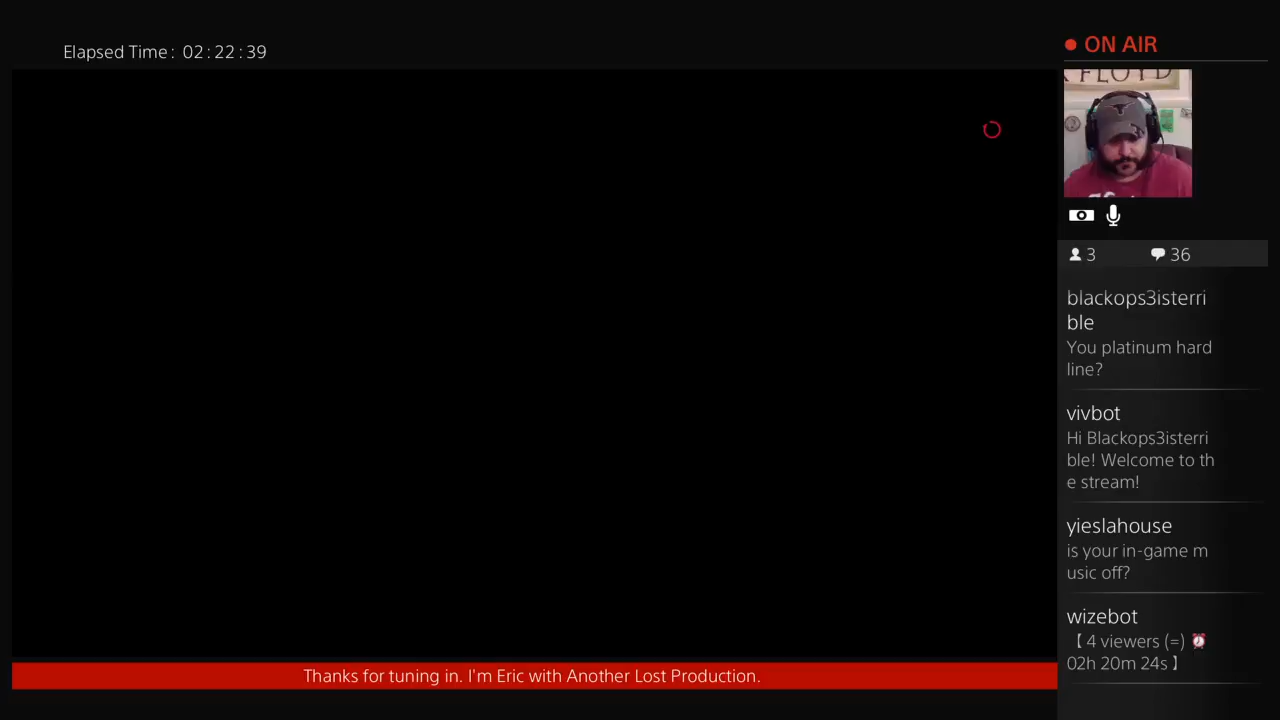 Elapsed Time: 02:22:39
ON AIR
FLOYD
3
36
blackops3isterri
ble
You platinum hard
line?
vivbot
Hi Blackops3isterri
ble! Welcome to th
e stream!
yieslahouse
is your in-game m
usic off?
wizebot
【 4 viewers (=) ⏰
02h 20m 24s 】
Thanks for tuning in. I'm Eric with Another Lost Production.